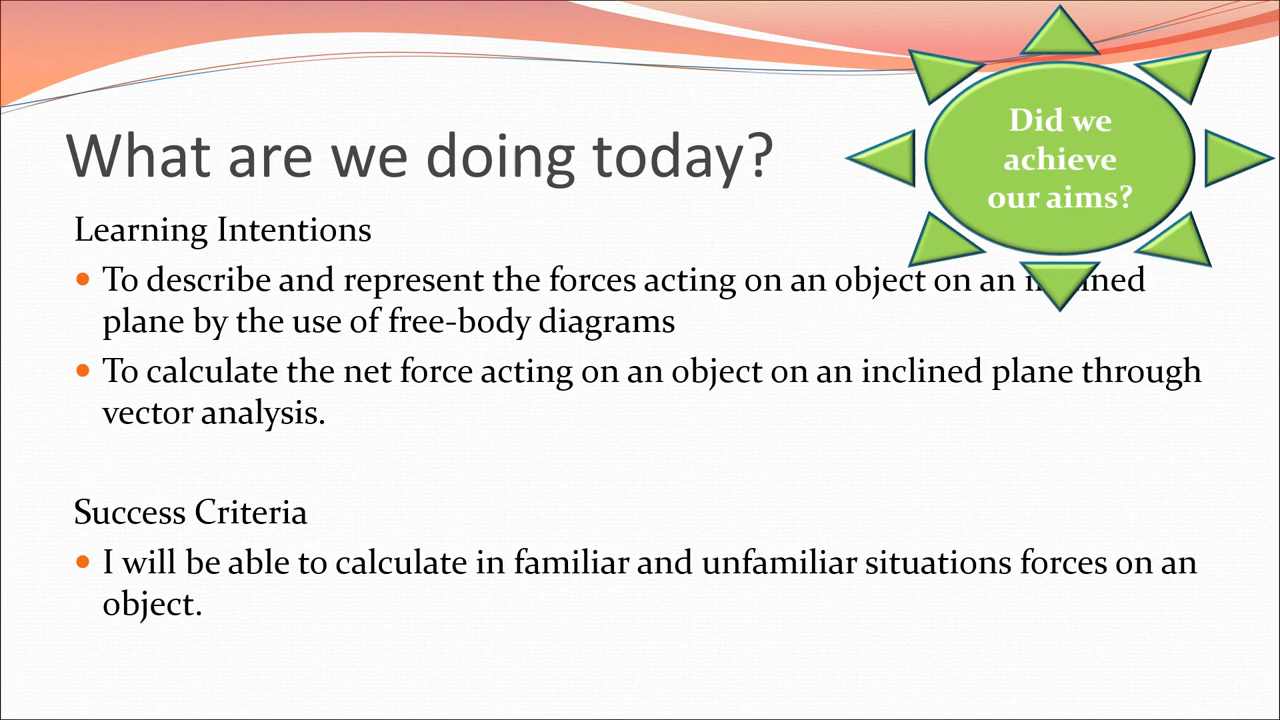 What are we doing today?
Did we
achieve
our aims?
Learning Intentions
• To describe and represent the forces acting on an object on an inclined
plane by the use of free-body diagrams
• To calculate the net force acting on an object on an inclined plane through
vector analysis.
Success Criteria
• I will be able to calculate in familiar and unfamiliar situations forces on an
object.